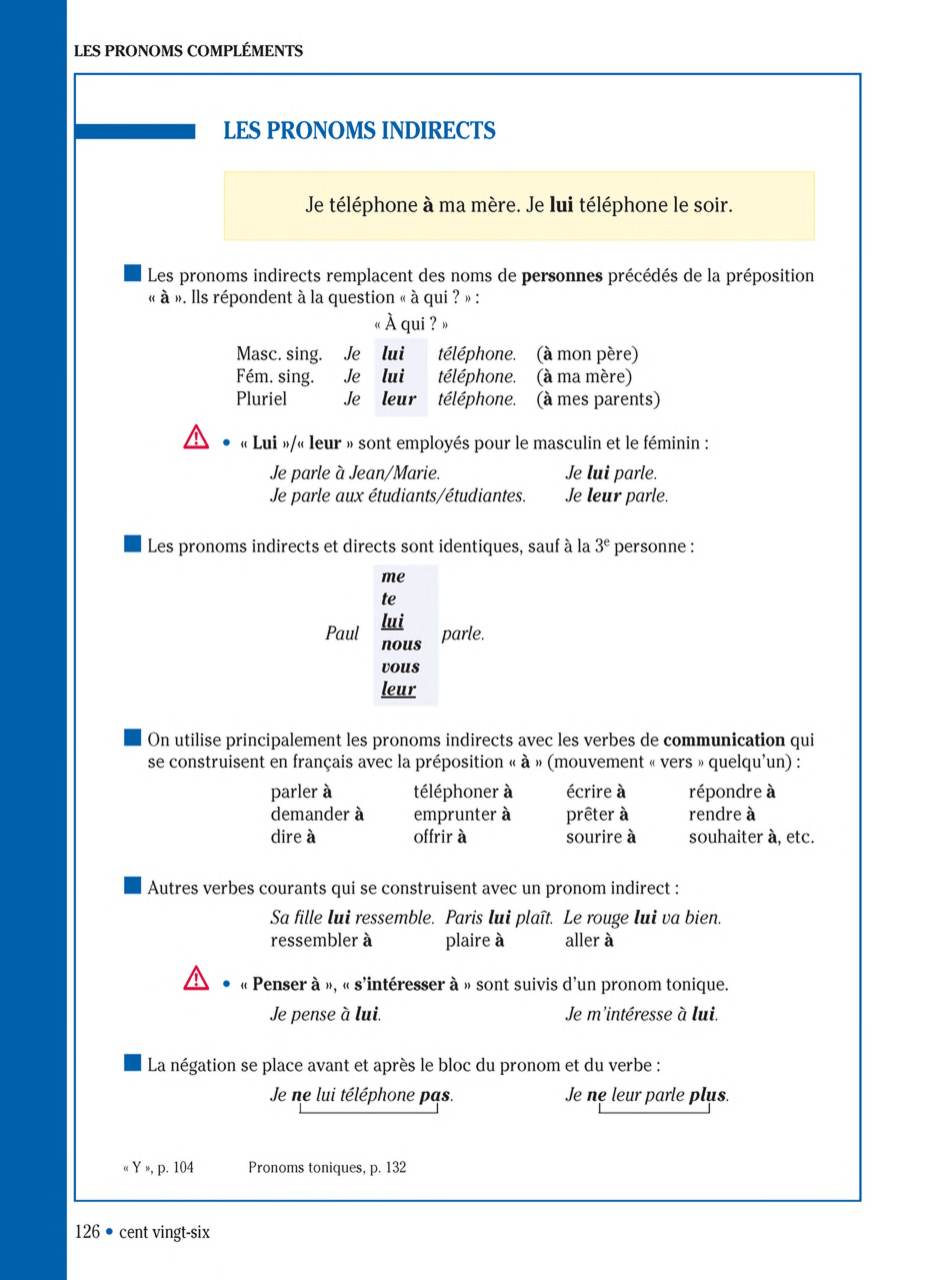 LES PRONOMS COMPLÉMENTS
LES PRONOMS INDIRECTS
Je téléphone à ma mère. Je lui téléphone le soir.
Les pronoms indirects remplacent des noms de personnes précédés de la préposition
« à ». Ils répondent à la question « à qui ? » :
« À qui ? »
Masc. sing. Je lui téléphone. (à mon père)
Fém. sing. Je lui téléphone. (à ma mère)
Pluriel Je leur téléphone. (à mes parents)
• « Lui »/« leur » sont employés pour le masculin et le féminin :
Je parle à Jean/Marie. Je lui parle.
Je parle aux étudiants/étudiantes. Je leur parle.
Les pronoms indirects et directs sont identiques, sauf à la 3e personne :
me
te
lui
Paul nous parle.
vous
leur
On utilise principalement les pronoms indirects avec les verbes de communication qui
se construisent en français avec la préposition « à » (mouvement « vers » quelqu'un) :
parler à téléphoner à écrire à répondre à
demander à emprunter à prêter à rendre à
dire à offrir à sourire à souhaiter à, etc.
Autres verbes courants qui se construisent avec un pronom indirect :
Sa fille lui ressemble. Paris lui plaît. Le rouge lui va bien.
ressembler à plaire à aller à
• « Penser à », « s'intéresser à » sont suivis d'un pronom tonique.
Je pense à lui. Je m'intéresse à lui.
La négation se place avant et après le bloc du pronom et du verbe :
Je ne lui téléphone pas. Je ne leur parle plus.
« Y », p. 104 Pronoms toniques, p. 132
126 • cent vingt-six